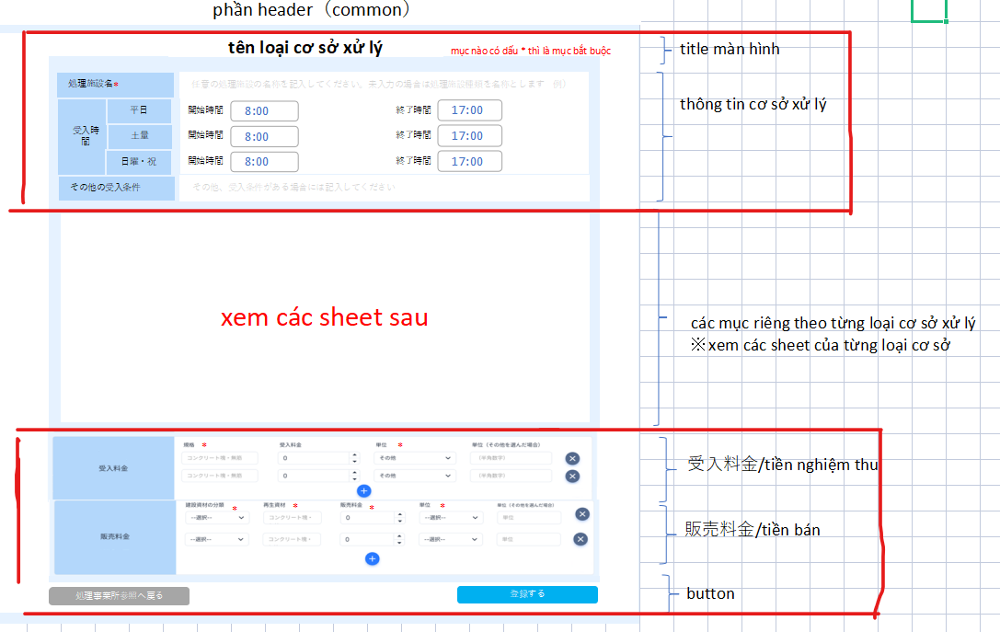 phần header（common）
tên loại cơ sở xử lý
mục nào có dấu * thì là mục bắt buộc
title màn hình
処理施設名*
任意の処理施設の名称を記入してください。未入力の場合は処理施設種類を名称とします　例）
thông tin cơ sở xử lý
受入時間
平日
開始時間 8:00 終了時間 17:00
土量
開始時間 8:00 終了時間 17:00
日曜・祝
開始時間 8:00 終了時間 17:00
その他の受入条件
その他、受入条件がある場合には記入してください
xem các sheet sau
các mục riêng theo từng loại cơ sở xử lý
※xem các sheet của từng loại cơ sở
受入料金
規格 * 受入料金 単位 * 単位（その他を選んだ場合）
コンクリート塊・無筋 0 その他 （半角数字）
コンクリート塊・無筋 0 その他 （半角数字）
受入料金/tiền nghiệm thu
販売料金
建設資材の分類 * 再生資材 * 販売料金 * 単位 * 単位（その他を選んだ場合）
--選択-- コンクリート塊・ 0 --選択-- 単位
--選択-- コンクリート塊・ 0 --選択-- 単位
販売料金/tiền bán
処理事業所参照へ戻る
登録する
button